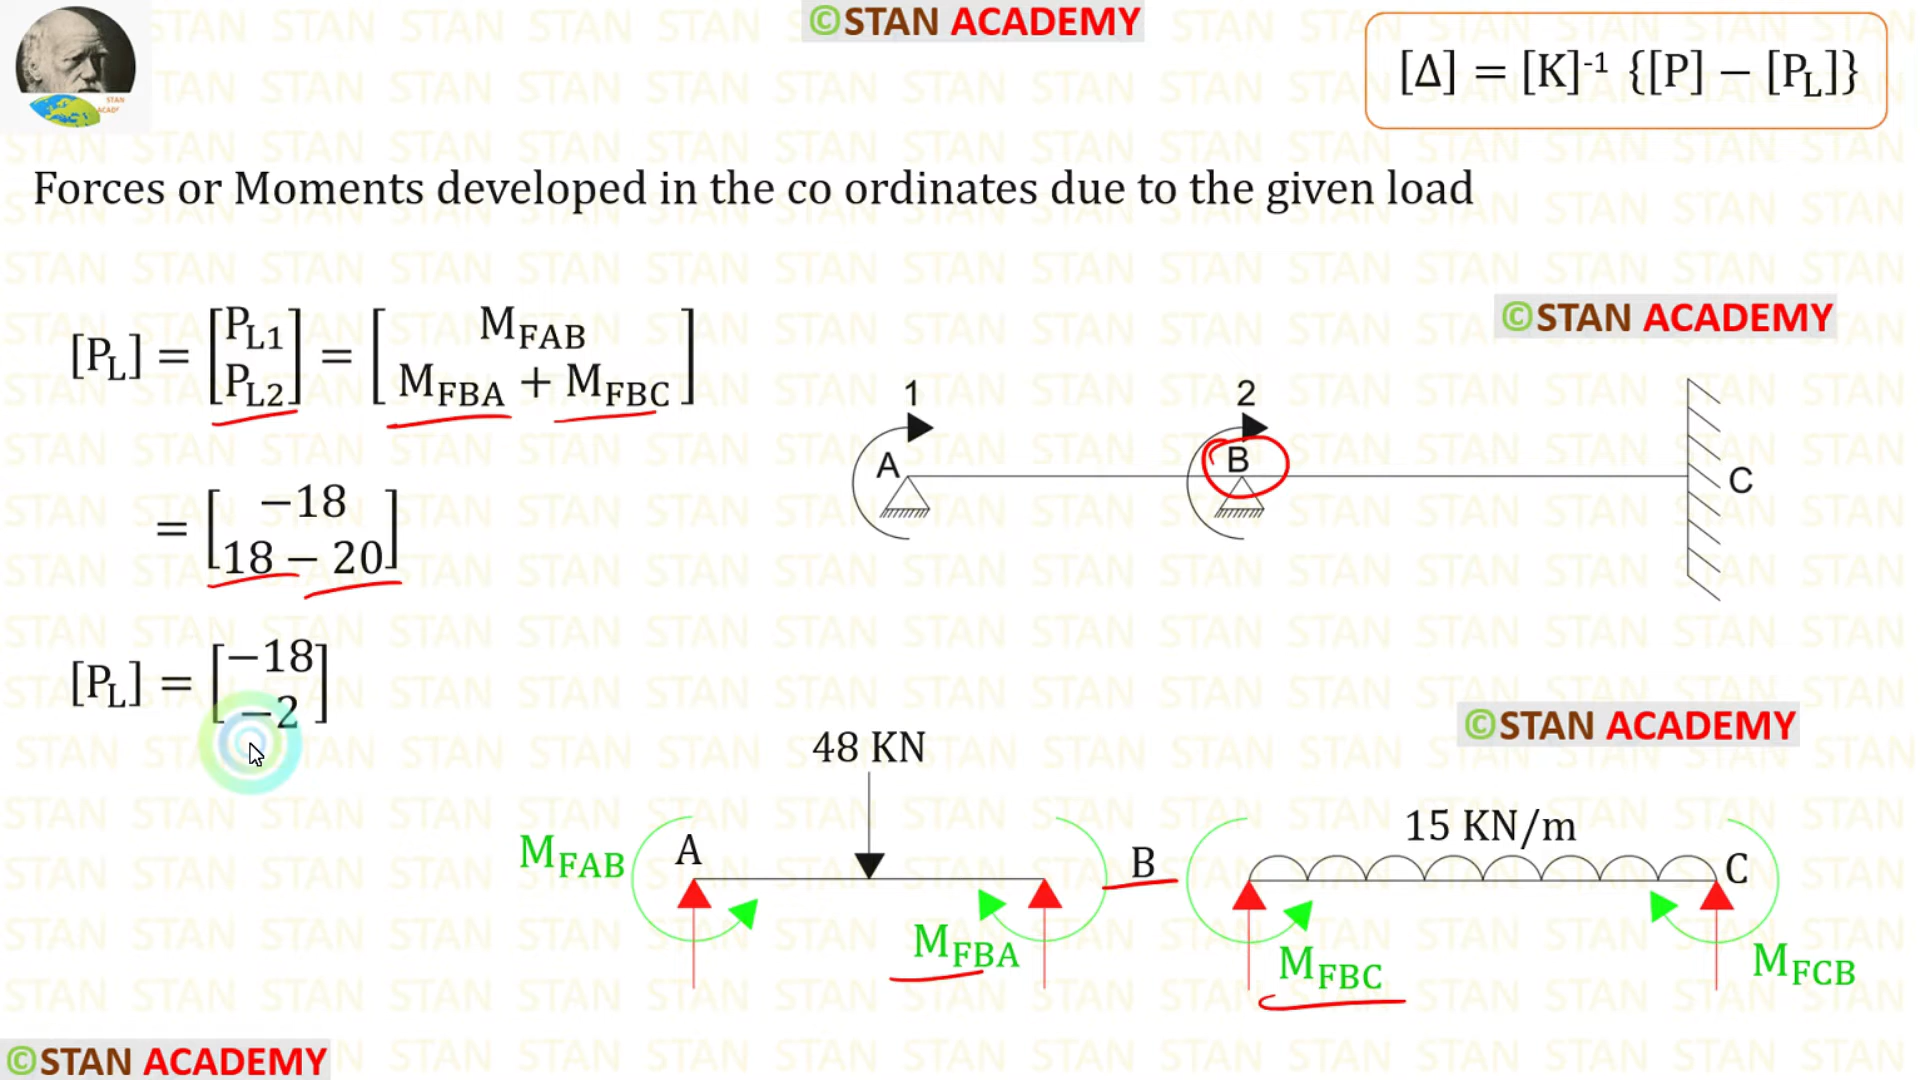 ©STAN ACADEMY
[Δ] = [K]-1 {[P] − [PL]}
STAN
ACADEMY
Forces or Moments developed in the co ordinates due to the given load
[PL] = [PL1 PL2] = [MFAB MFBA + MFBC]
©STAN ACADEMY
1
2
A
B
C
= [−18 18 − 20]
[PL] = [−18 −2]
©STAN ACADEMY
48 KN
15 KN/m
MFAB
A
B
C
MFBA
MFBC
MFCB
©STAN ACADEMY